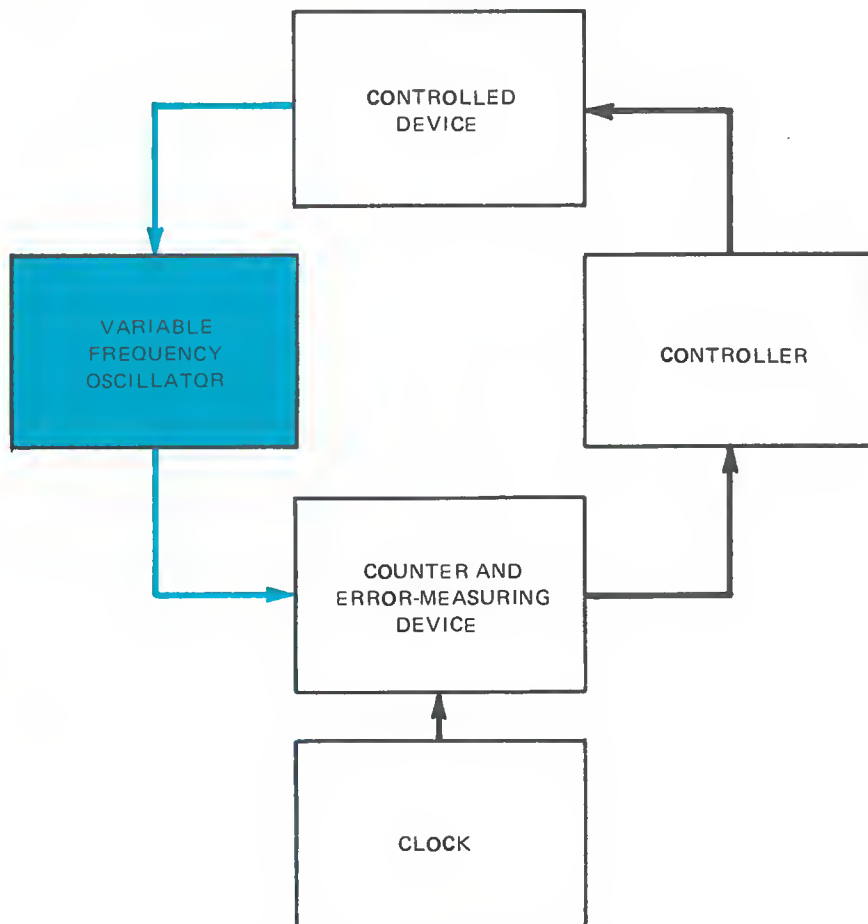 CONTROLLED
DEVICE
VARIABLE
FREQUENCY
OSCILLATOR
CONTROLLER
COUNTER AND
ERROR-MEASURING
DEVICE
CLOCK